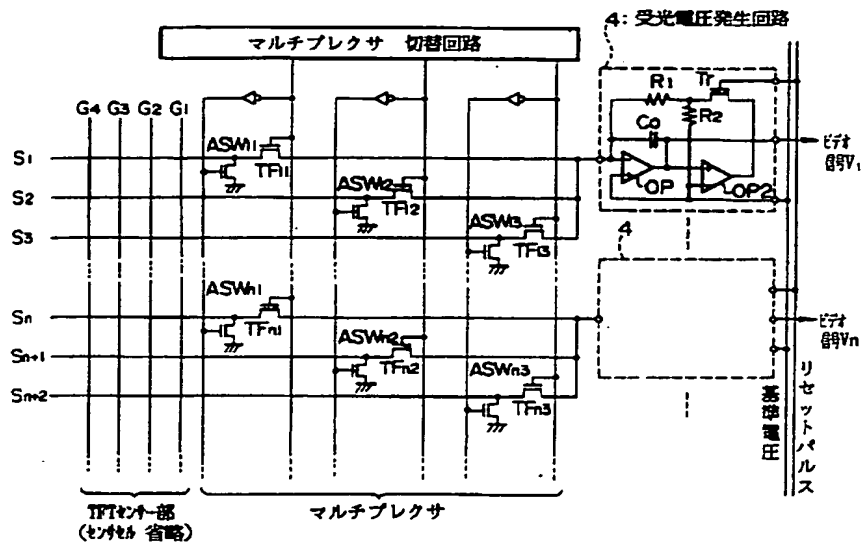 4:受光電圧発生回路
マルチプレクサ 切替回路
R1
Tr
R2
Co
OP
OP2
ビデオ
信号V1
G4 G3 G2 G1
S1
ASW11
TF11
S2
ASW12
TF12
S3
ASW13
TF13
4
Sn
ASWn1
TFn1
ビデオ
信号Vn
Sn+1
ASWn2
TFn2
Sn+2
ASWn3
TFn3
基準電圧
リセットパルス
TFTセンサー部
(センサセル 省略)
マルチプレクサ